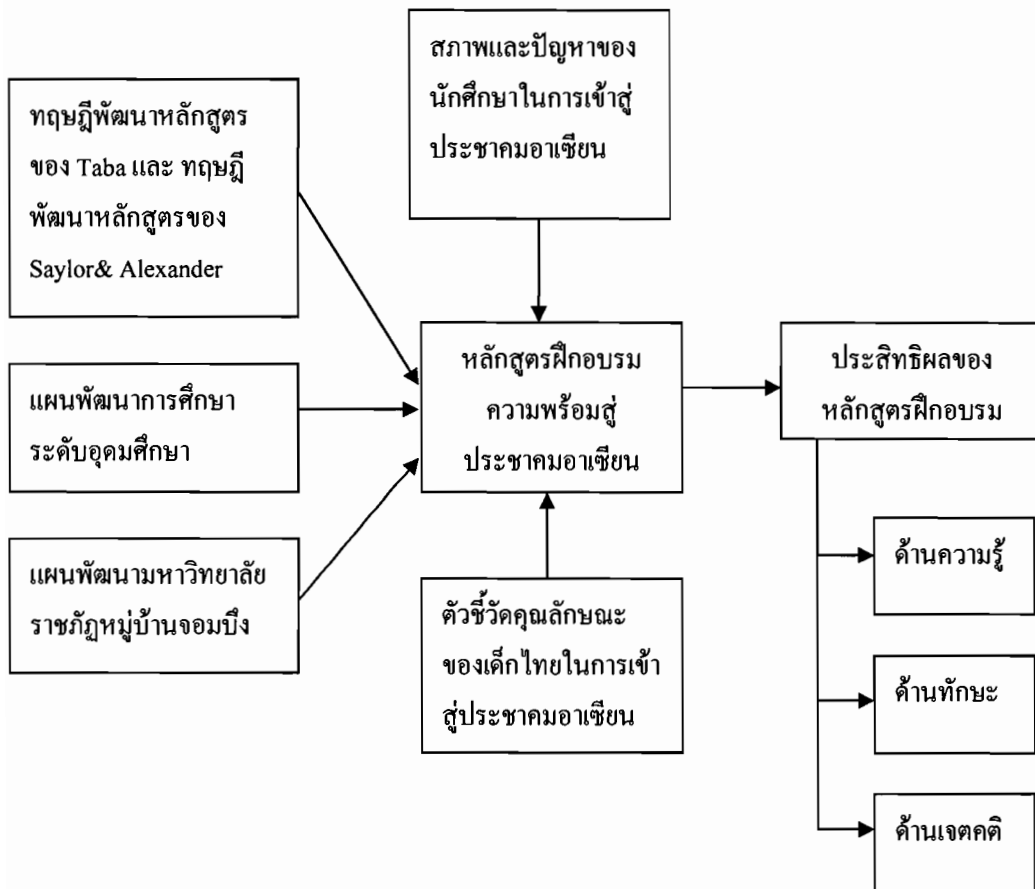 สภาพและปัญหาของ
นักศึกษาในการเข้าสู่
ประชาคมอาเซียน
ทฤษฎีพัฒนาหลักสูตร
ของ Taba และ ทฤษฎี
พัฒนาหลักสูตรของ
Saylor& Alexander
แผนพัฒนาการศึกษา
ระดับอุดมศึกษา
แผนพัฒนามหาวิทยาลัย
ราชภัฏหมู่บ้านจอมบึง
หลักสูตรฝึกอบรม
ความพร้อมสู่
ประชาคมอาเซียน
ตัวชี้วัดคุณลักษณะ
ของเด็กไทยในการเข้า
สู่ประชาคมอาเซียน
ประสิทธิผลของ
หลักสูตรฝึกอบรม
ด้านความรู้
ด้านทักษะ
ด้านเจตคติ